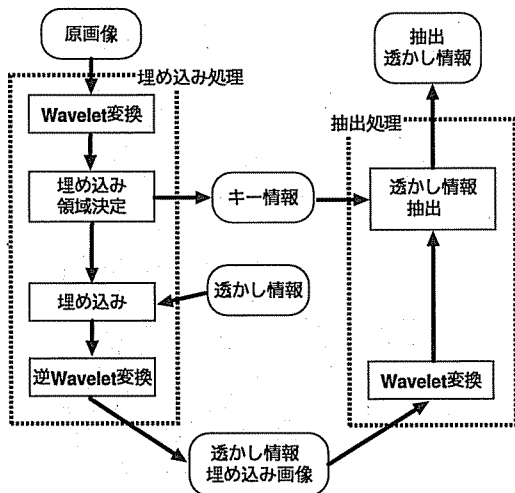 原画像
埋め込み処理
Wavelet変換
埋め込み
領域決定
キー情報
埋め込み
透かし情報
逆Wavelet変換
透かし情報
埋め込み画像
抽出
透かし情報
抽出処理
透かし情報
抽出
Wavelet変換